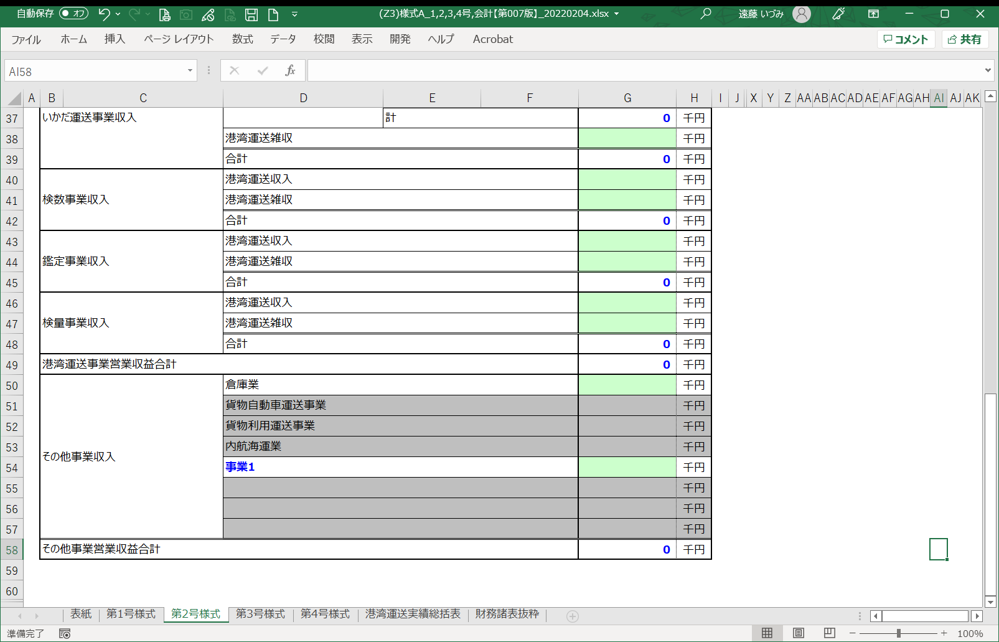 自動保存 オフ (Z3)様式A_1,2,3,4号,会計【第007版】_20220204.xlsx 遠藤 いづみ
ファイル ホーム 挿入 ページ レイアウト 数式 データ 校閲 表示 開発 ヘルプ Acrobat コメント 共有
AI58 fx
A B C D E F G H I J X Y Z AA AB AC AD AE AF AG AH AI AJ AK
37 いかだ運送事業収入 計 0 千円
38 港湾運送雑収 千円
39 合計 0 千円
40 港湾運送収入 千円
41 検数事業収入 港湾運送雑収 千円
42 合計 0 千円
43 港湾運送収入 千円
44 鑑定事業収入 港湾運送雑収 千円
45 合計 0 千円
46 港湾運送収入 千円
47 検量事業収入 港湾運送雑収 千円
48 合計 0 千円
49 港湾運送事業営業収益合計 0 千円
50 倉庫業 千円
51 貨物自動車運送事業 千円
52 貨物利用運送事業 千円
53 内航海運業 千円
54 その他事業収入 事業1 千円
55 千円
56 千円
57 千円
58 その他事業営業収益合計 0 千円
59
60
表紙 第1号様式 第2号様式 第3号様式 第4号様式 港湾運送実績総括表 財務諸表抜粋
準備完了 100%